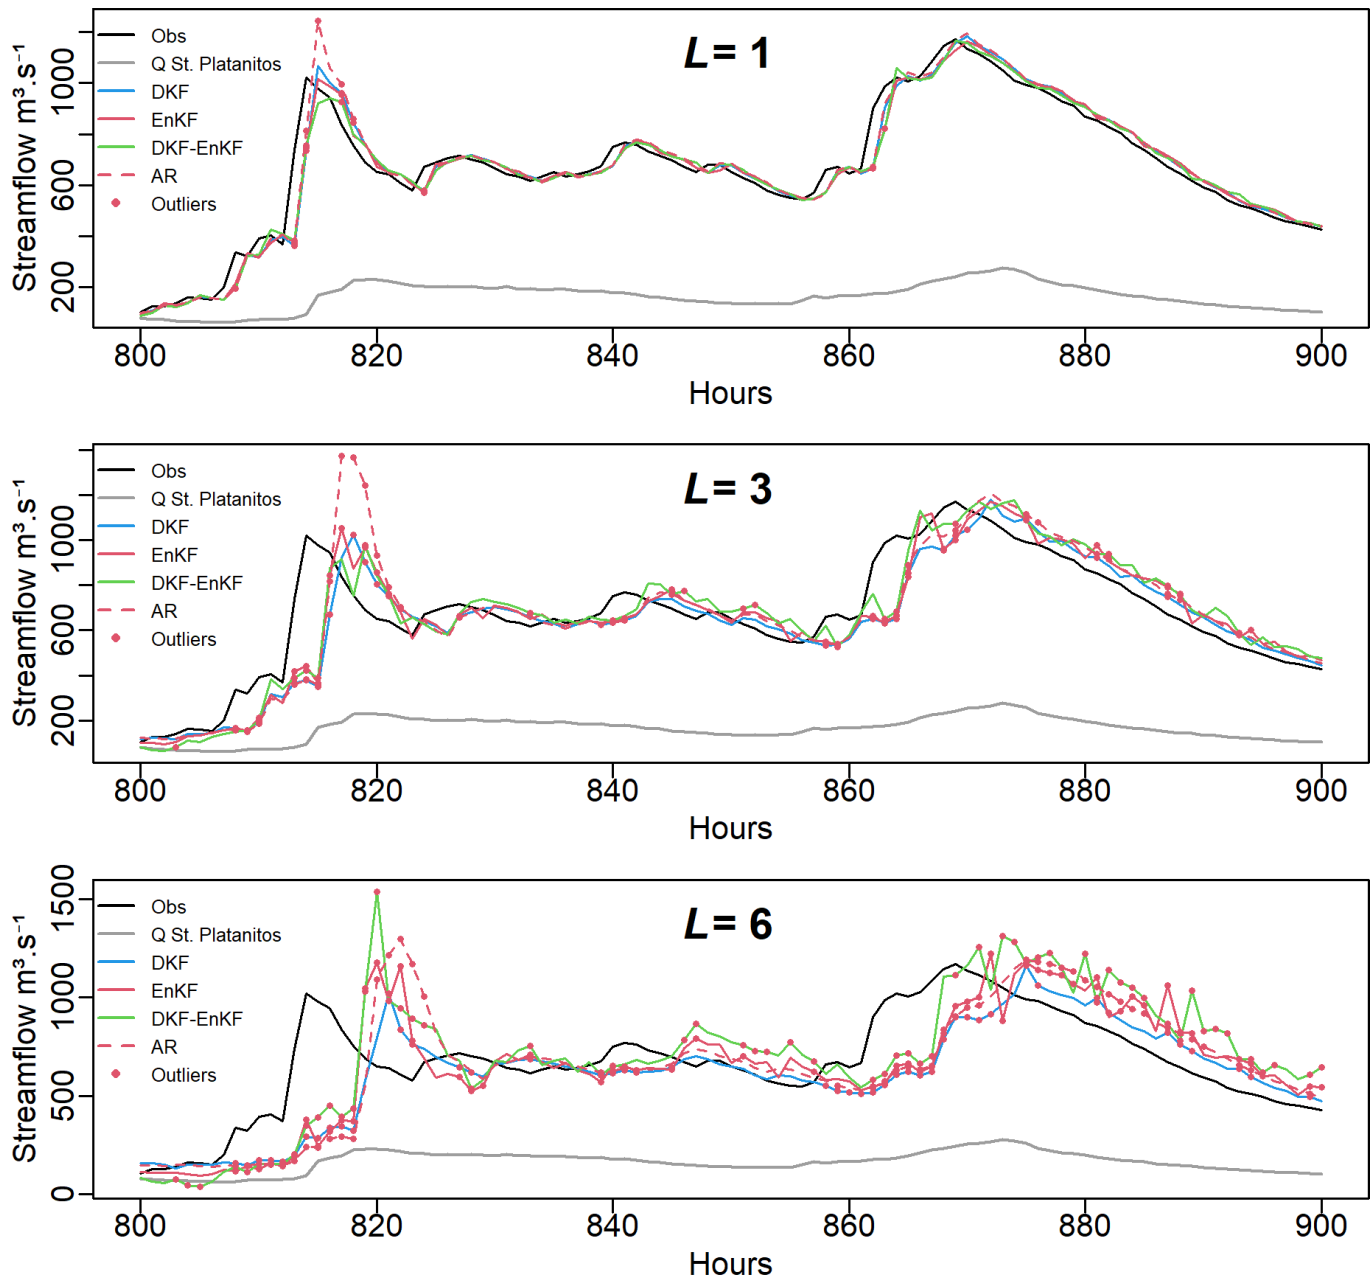 Streamflow m³.s⁻¹
200 600 1000
Obs
Q St. Platanitos
DKF
EnKF
DKF-EnKF
AR
Outliers
L= 1
800 820 840 860 880 900
Hours
Streamflow m³.s⁻¹
200 600 1000
Obs
Q St. Platanitos
DKF
EnKF
DKF-EnKF
AR
Outliers
L= 3
800 820 840 860 880 900
Hours
Streamflow m³.s⁻¹
0 500 1000 1500
Obs
Q St. Platanitos
DKF
EnKF
DKF-EnKF
AR
Outliers
L= 6
800 820 840 860 880 900
Hours